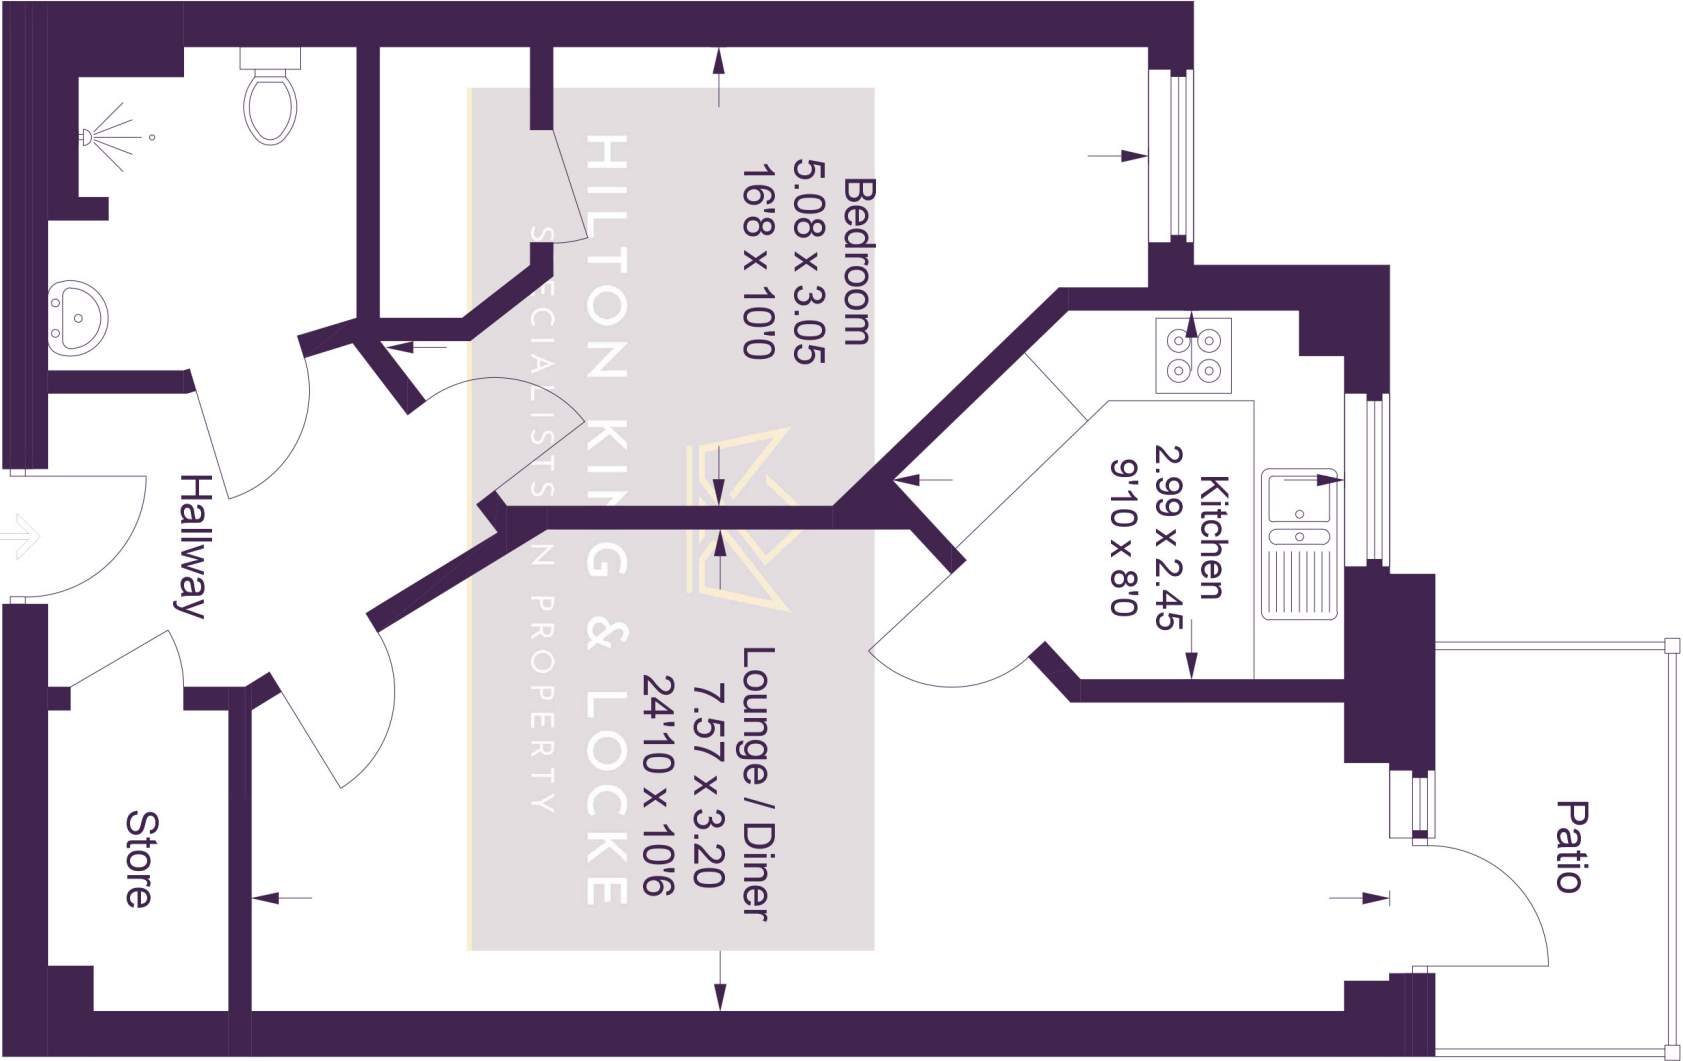 Bedroom
5.08 x 3.05
16'8 x 10'0
Kitchen
2.99 x 2.45
9'10 x 8'0
Hallway
Lounge / Diner
7.57 x 3.20
24'10 x 10'6
Store
Patio
HILTON KING & LOCKE
SPECIALISTS IN PROPERTY